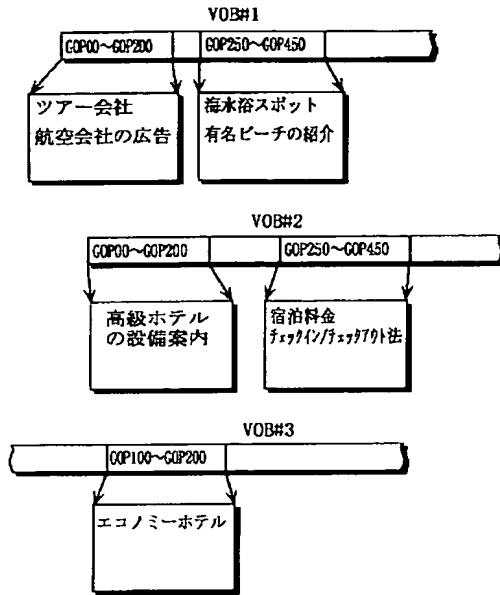 VOB#1
GOP00～GOP200
GOP250～GOP450
ツアー会社
航空会社の広告
海水浴スポット
有名ビーチの紹介
VOB#2
GOP00～GOP200
GOP250～GOP450
高級ホテル
の設備案内
宿泊料金
チェックイン/チェックアウト法
VOB#3
GOP100～GOP200
エコノミーホテル